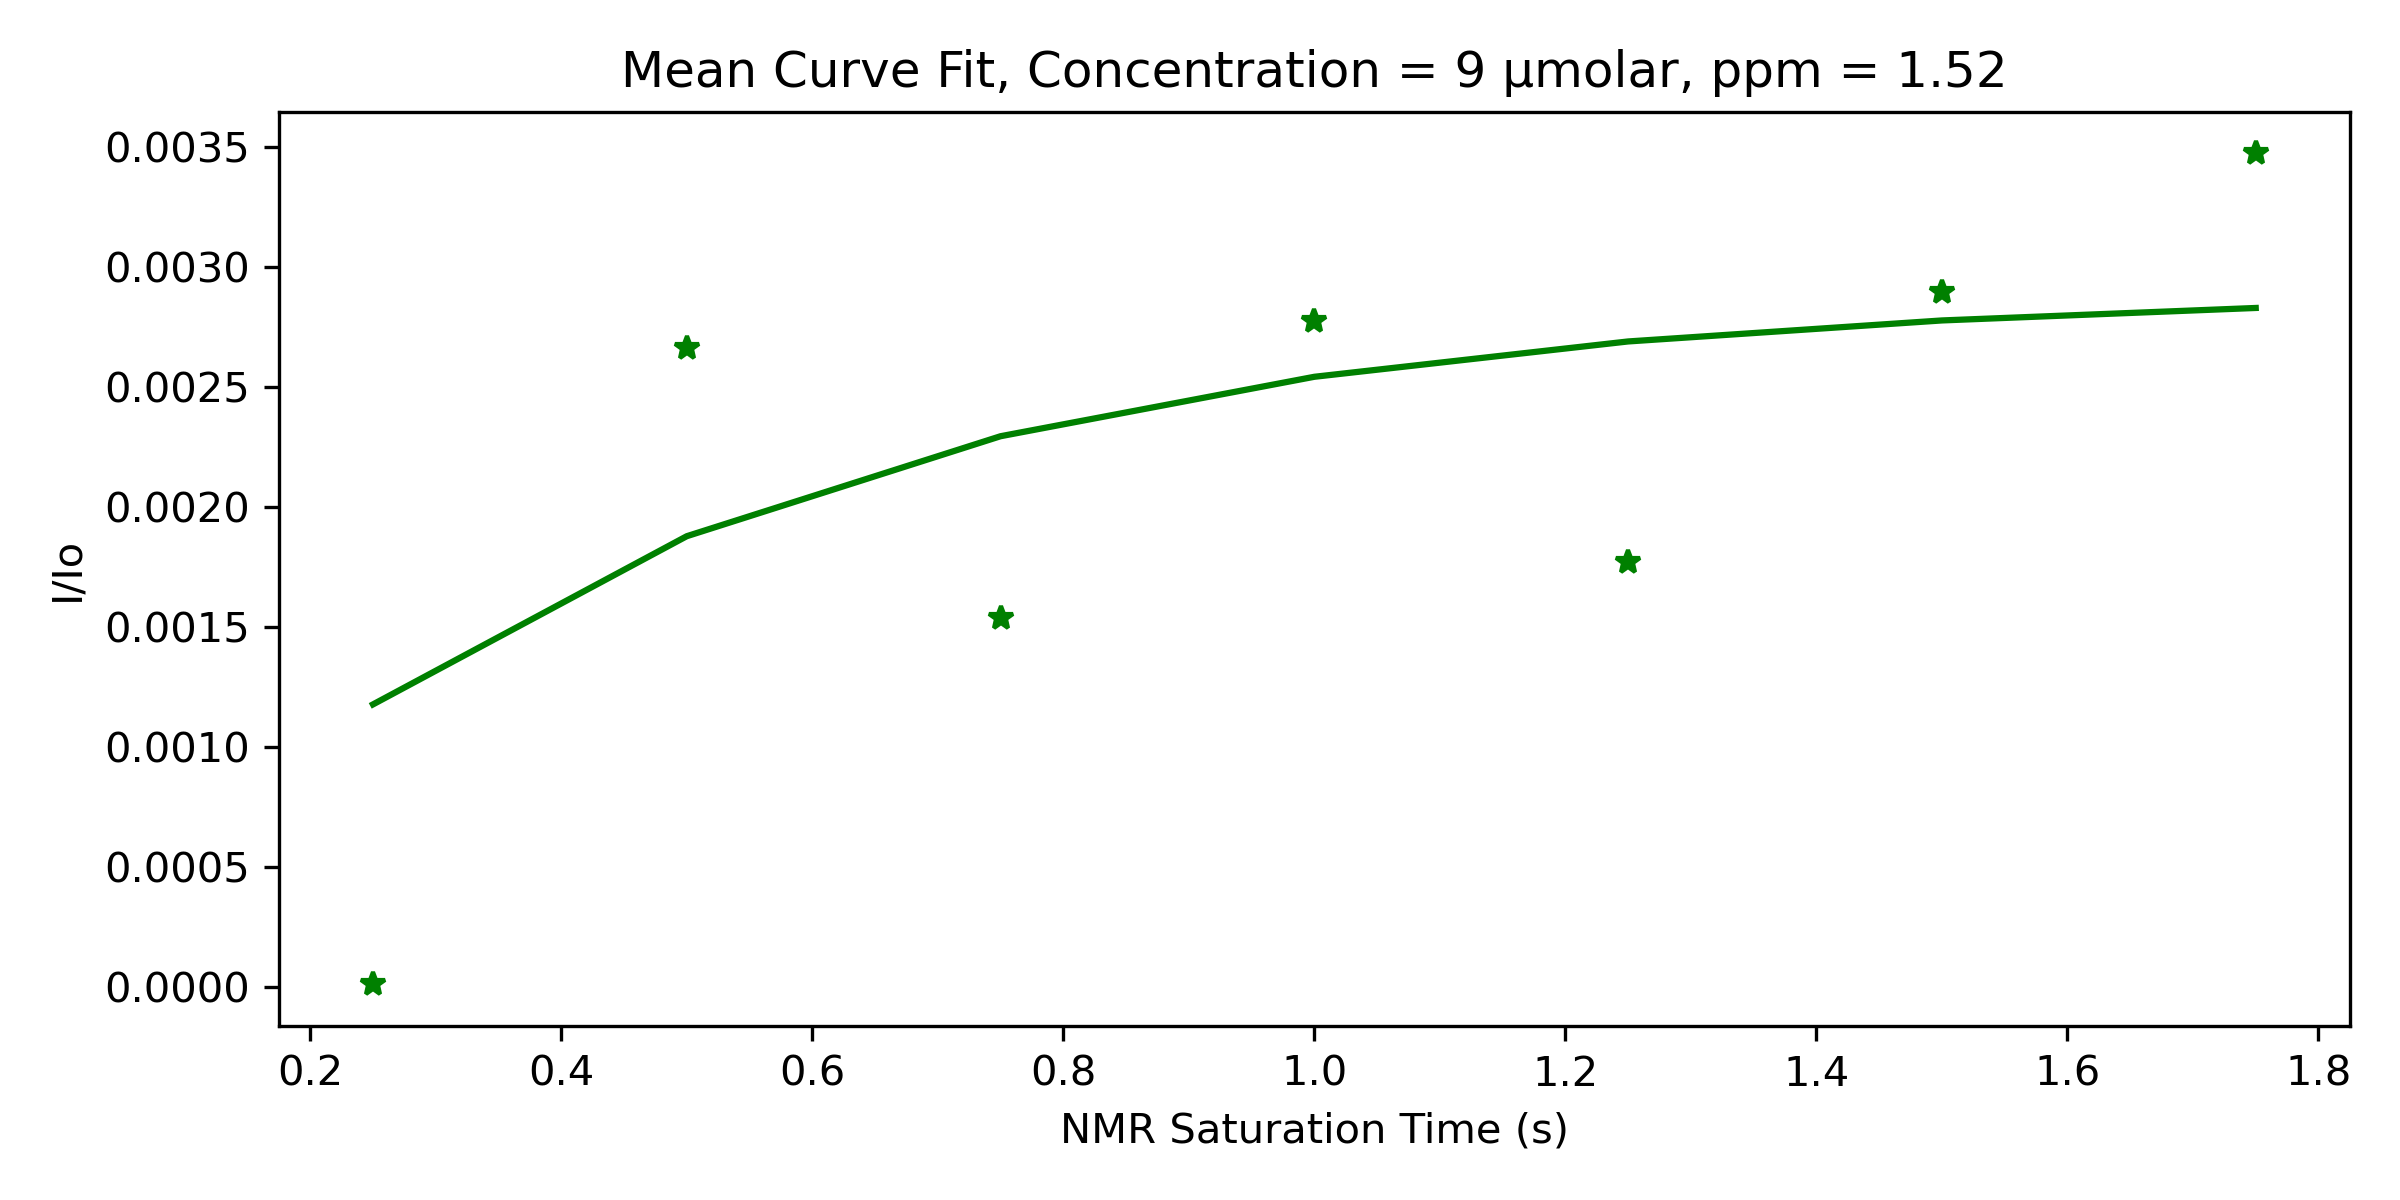 Mean Curve Fit, Concentration = 9 µmolar, ppm = 1.52
0.0035
0.0030
0.0025
0.0020
0.0015
0.0010
0.0005
0.0000
I/Io
0.2 0.4 0.6 0.8 1.0 1.2 1.4 1.6 1.8
NMR Saturation Time (s)